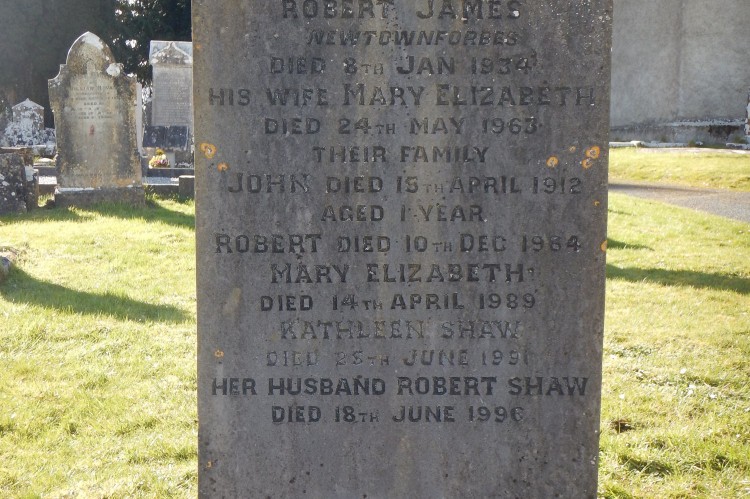 ROBERT JAMES
NEWTOWNFORBES
DIED 8TH JAN 1934
HIS WIFE MARY ELIZABETH
DIED 24TH MAY 1963
THEIR FAMILY
JOHN DIED 15TH APRIL 1912
AGED 1 YEAR
ROBERT DIED 10TH DEC 1984
MARY ELIZABETH
DIED 14TH APRIL 1989
KATHLEEN SHAW
DIED 25TH JUNE 1991
HER HUSBAND ROBERT SHAW
DIED 18TH JUNE 1996